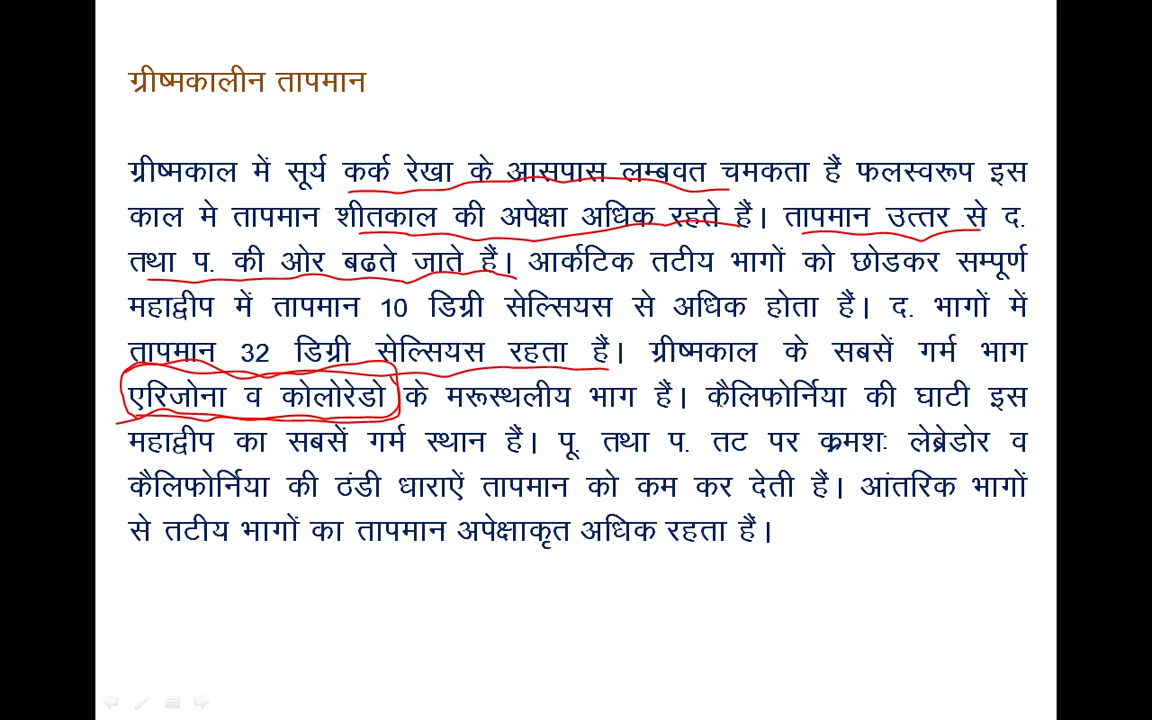 ग्रीष्मकालीन तापमान
ग्रीष्मकाल में सूर्य कर्क रेखा के आसपास लम्बवत चमकता हैं फलस्वरूप इस
काल मे तापमान शीतकाल की अपेक्षा अधिक रहते हैं। तापमान उत्तर से द.
तथा प. की ओर बढते जाते हैं। आर्कटिक तटीय भागों को छोडकर सम्पूर्ण
महाद्वीप में तापमान 10 डिग्री सेल्सियस से अधिक होता हैं। द. भागों में
तापमान 32 डिग्री सेल्सियस रहता हैं। ग्रीष्मकाल के सबसें गर्म भाग
एरिजोना व कोलोरेडो के मरूस्थलीय भाग हैं। कैलिफोर्निया की घाटी इस
महाद्वीप का सबसें गर्म स्थान हैं। पू. तथा प. तट पर क्रमशः लेब्रेडोर व
कैलिफोर्निया की ठंडी धाराऐं तापमान को कम कर देती हैं। आंतरिक भागों
से तटीय भागों का तापमान अपेक्षाकृत अधिक रहता हैं।